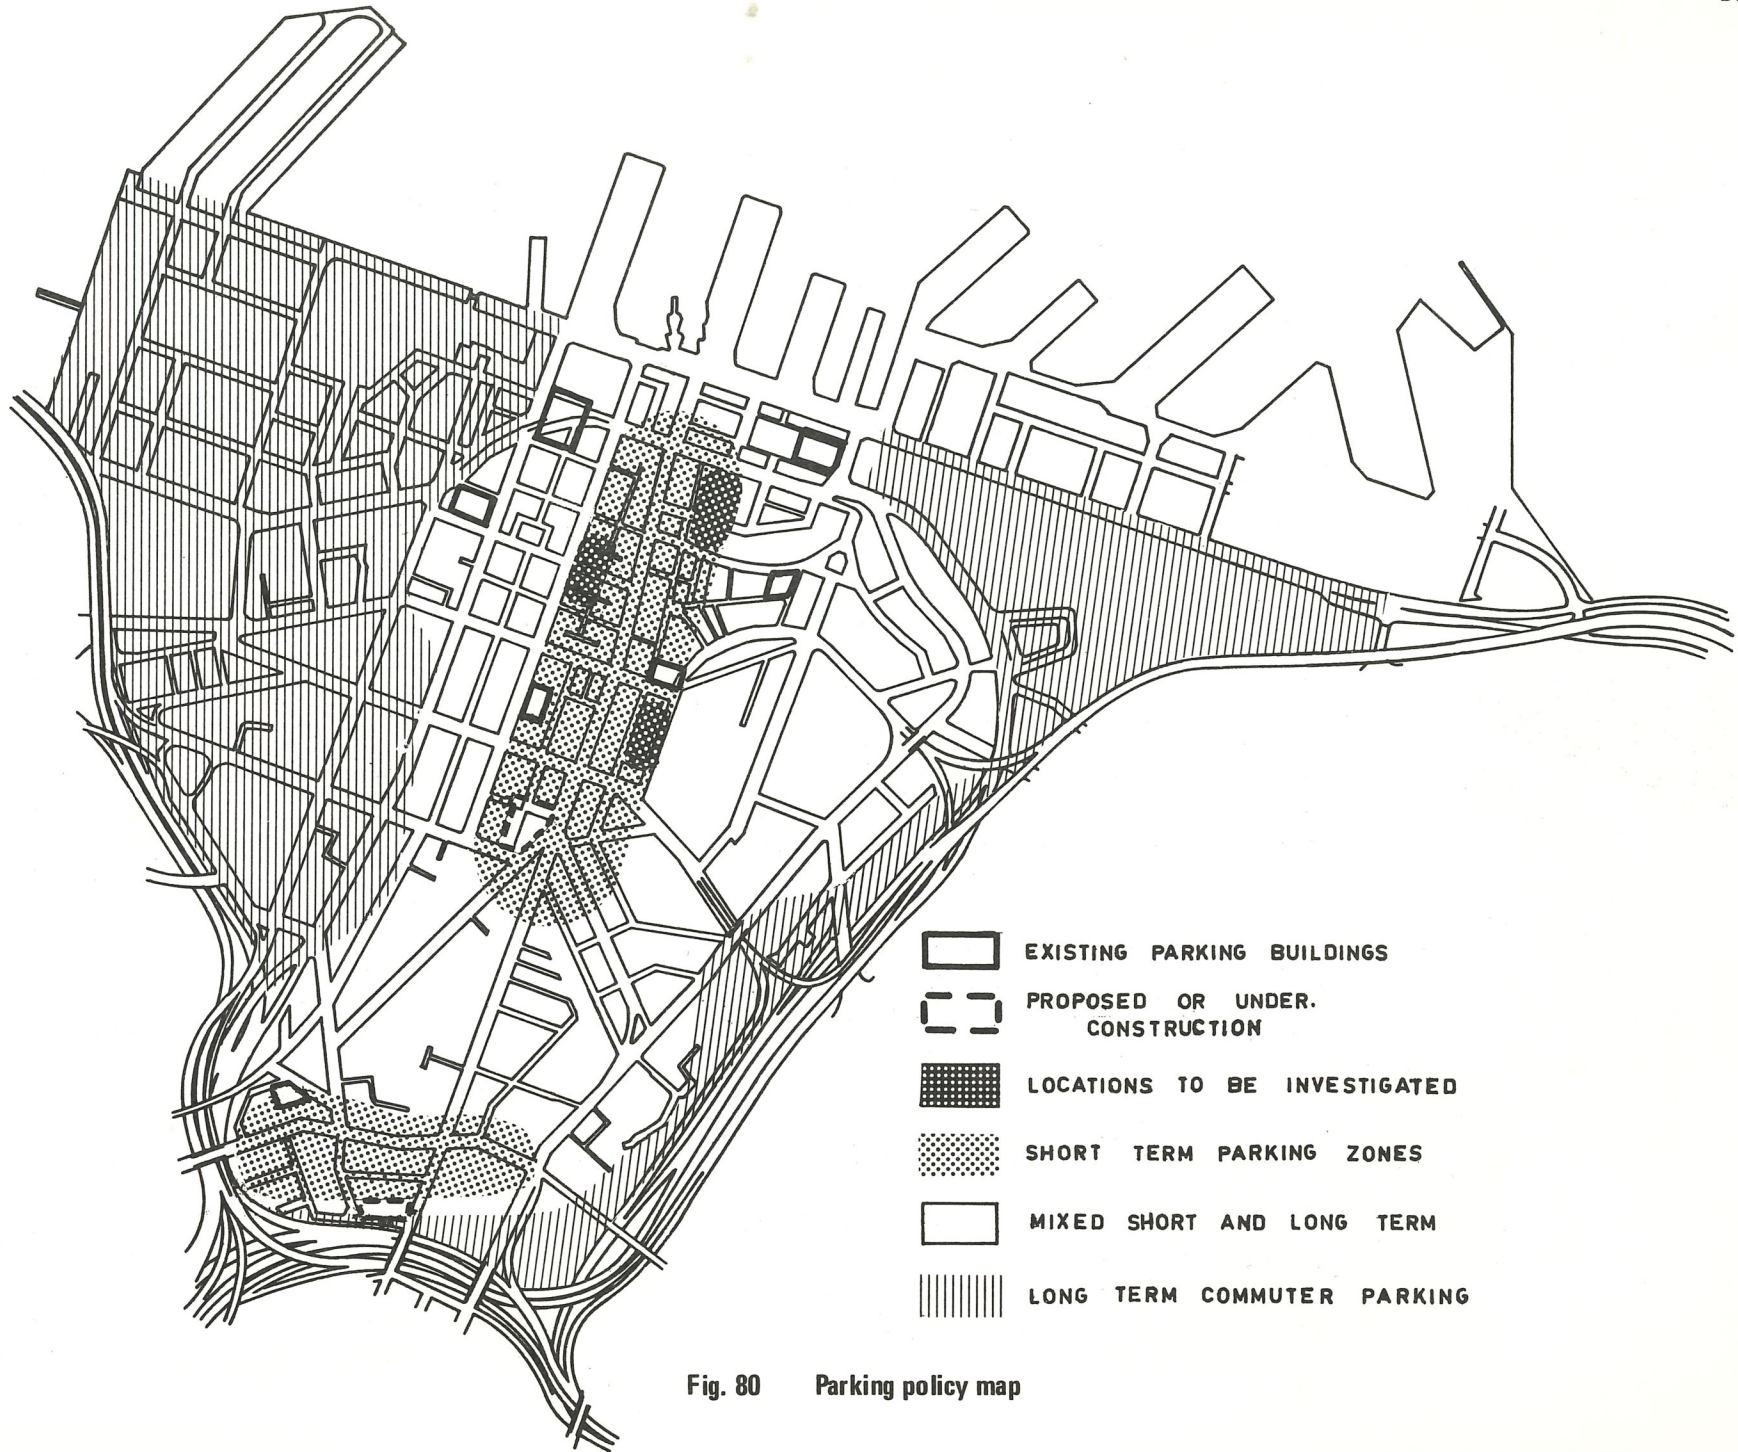 EXISTING PARKING BUILDINGS
PROPOSED OR UNDER.
CONSTRUCTION
LOCATIONS TO BE INVESTIGATED
SHORT TERM PARKING ZONES
MIXED SHORT AND LONG TERM
LONG TERM COMMUTER PARKING
Fig. 80 Parking policy map